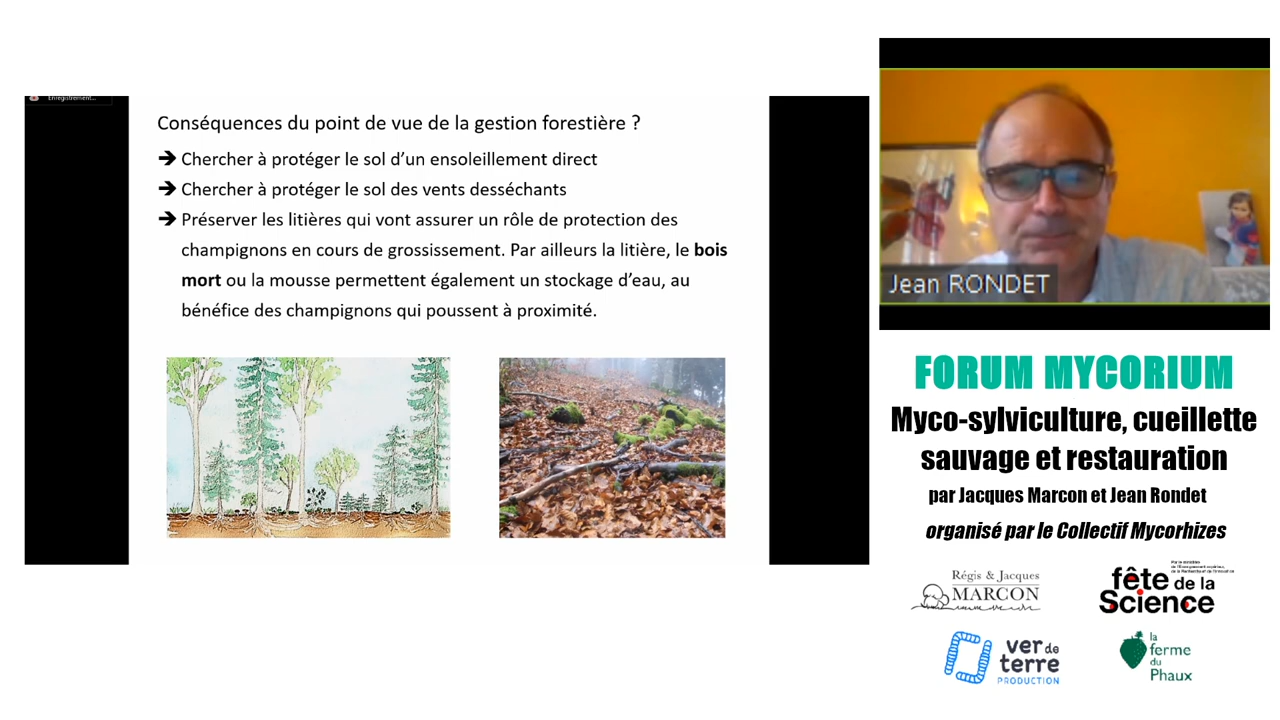 Enregistrement...
Conséquences du point de vue de la gestion forestière ?
➔ Chercher à protéger le sol d'un ensoleillement direct
➔ Chercher à protéger le sol des vents desséchants
➔ Préserver les litières qui vont assurer un rôle de protection des
champignons en cours de grossissement. Par ailleurs la litière, le bois
mort ou la mousse permettent également un stockage d'eau, au
bénéfice des champignons qui poussent à proximité.
Jean RONDET
FORUM MYCORIUM
Myco-sylviculture, cueillette
sauvage et restauration
par Jacques Marcon et Jean Rondet
organisé par le Collectif Mycorhizes
Régis & Jacques
MARCON
fête de la
Science
ver de
terre
PRODUCTION
la
ferme
du
Phaux